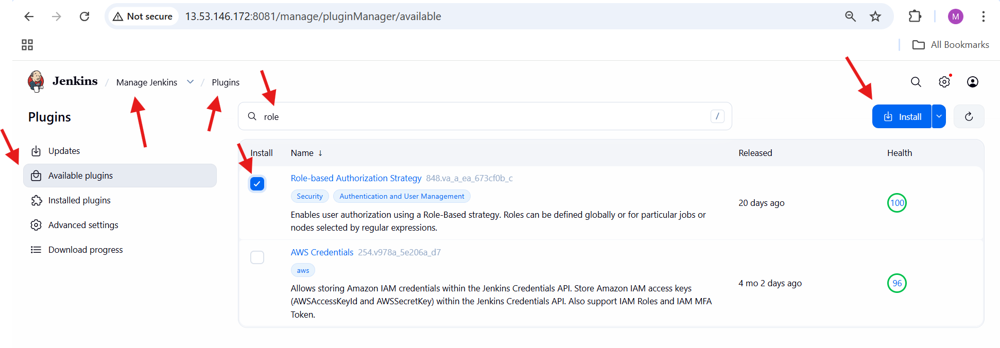 Not secure 13.53.146.172:8081/manage/pluginManager/available M
All Bookmarks
Jenkins / Manage Jenkins / Plugins
Plugins
role /
Install
Updates
Available plugins
Installed plugins
Advanced settings
Download progress
Install Name ↓ Released Health
Role-based Authorization Strategy 848.va_a_ea_673cf0b_c
Security Authentication and User Management
Enables user authorization using a Role-Based strategy. Roles can be defined globally or for particular jobs or
nodes selected by regular expressions.
20 days ago
100
AWS Credentials 254.v978a_5e206a_d7
aws
Allows storing Amazon IAM credentials within the Jenkins Credentials API. Store Amazon IAM access keys
(AWSAccessKeyId and AWSSecretKey) within the Jenkins Credentials API. Also support IAM Roles and IAM MFA
Token.
4 mo 2 days ago
96